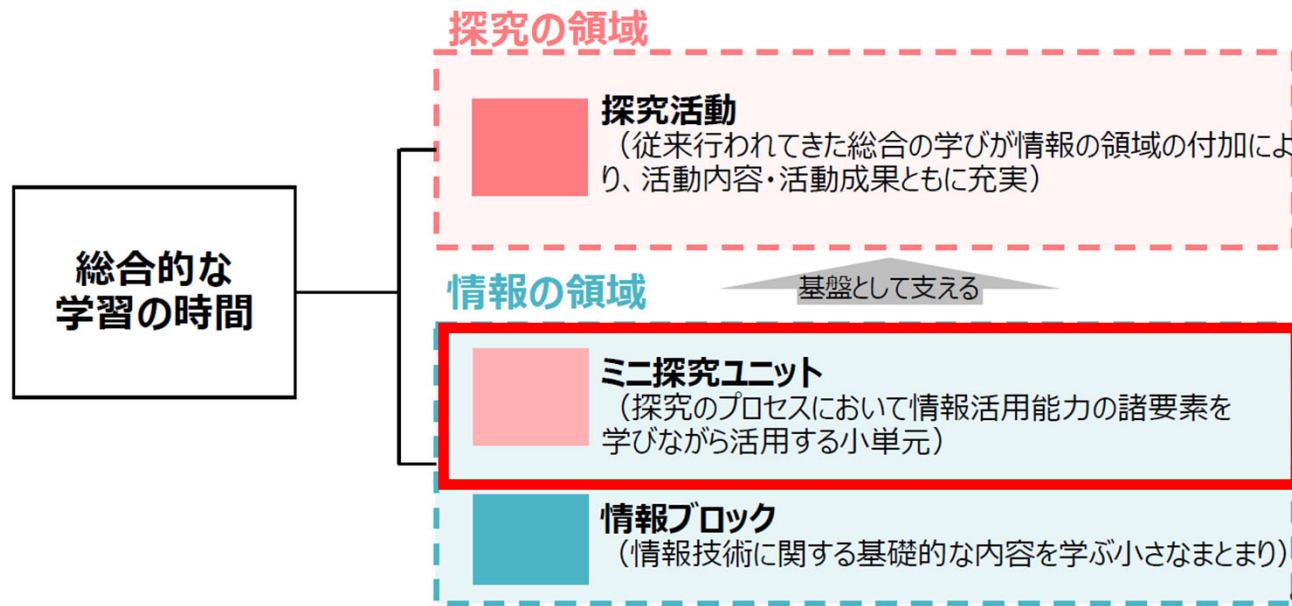 探究の領域
探究活動
（従来行われてきた総合の学びが情報の領域の付加によ
り、活動内容・活動成果ともに充実）
総合的な
学習の時間
基盤として支える
情報の領域
ミニ探究ユニット
（探究のプロセスにおいて情報活用能力の諸要素を
学びながら活用する小単元）
情報ブロック
（情報技術に関する基礎的な内容を学ぶ小さなまとまり）